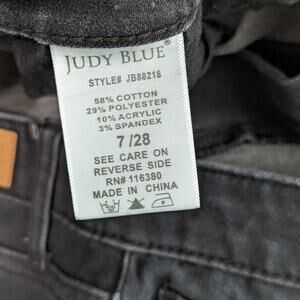 JUDY BLUE®
STYLE# JB88218
58% COTTON
29% POLYESTER
10% ACRYLIC
3% SPANDEX
7 /28
SEE CARE ON
REVERSE SIDE
RN# 116380
MADE IN CHINA